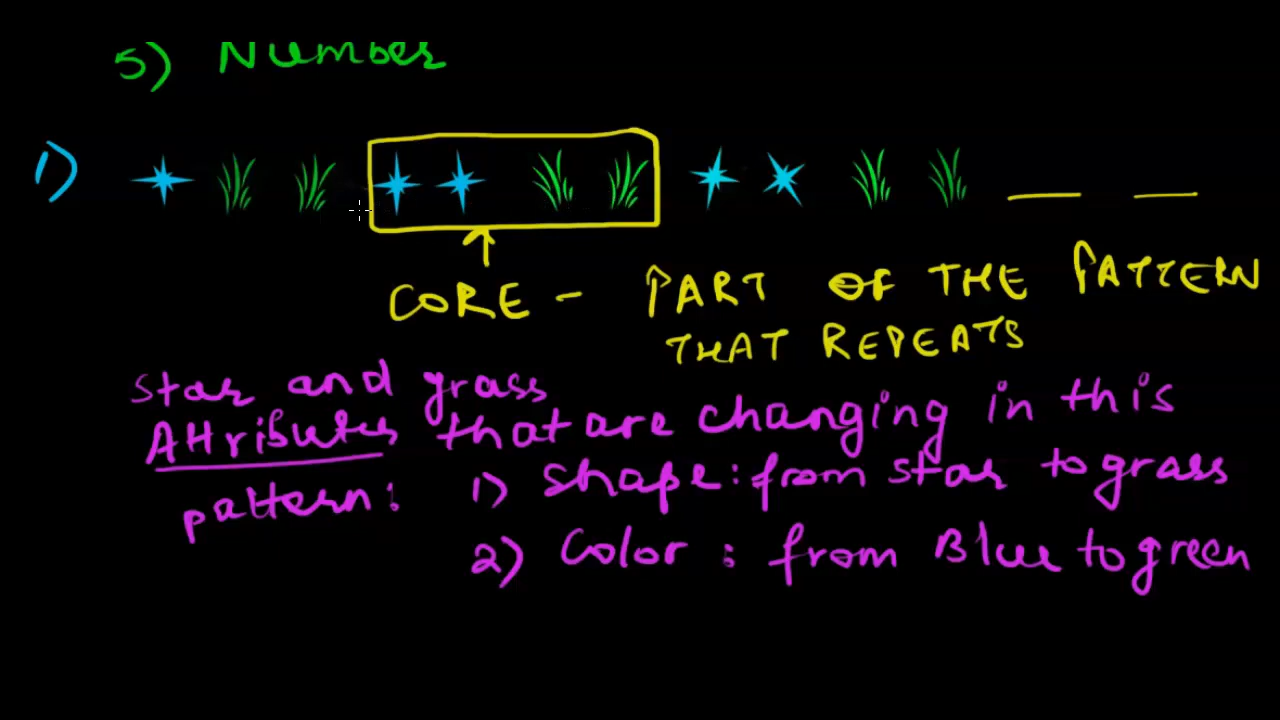 5) Number
1)
CORE - PART OF THE PATTERN
THAT REPEATS
Star and grass
Attributes that are changing in this
pattern: 1) Shape: from star to grass
2) Color: from Blue to green